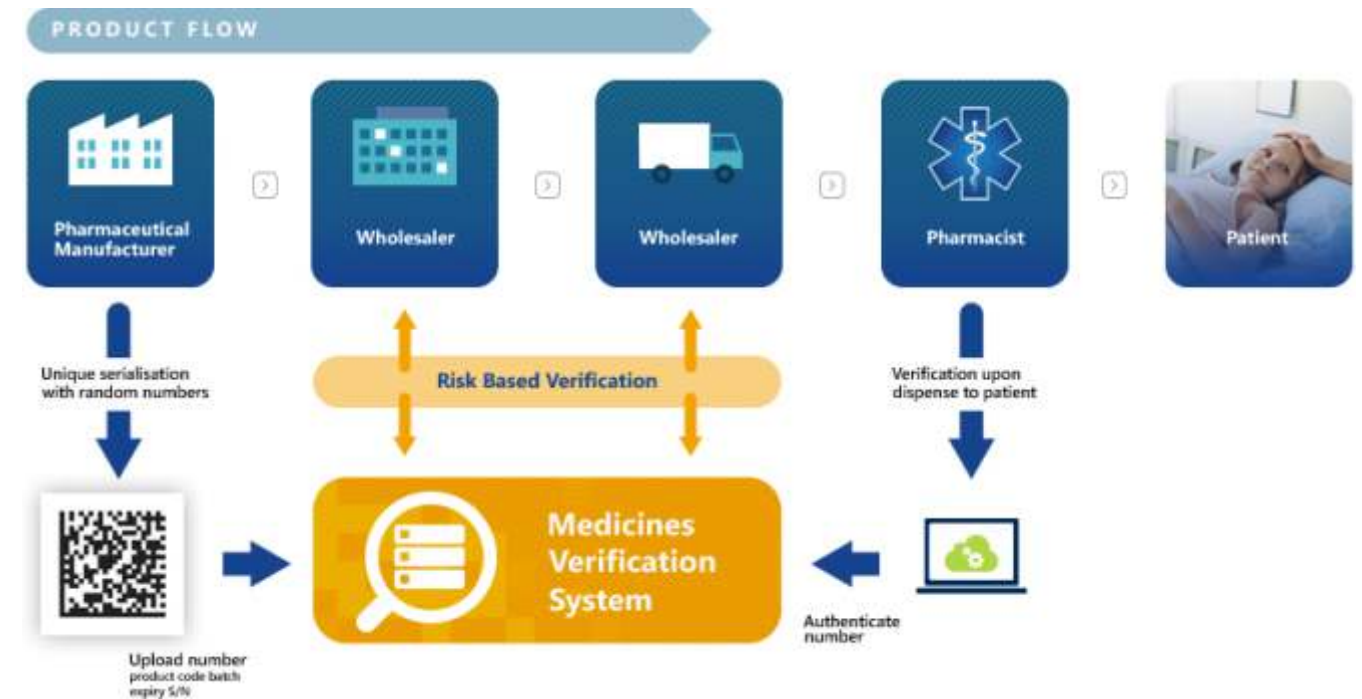 PRODUCT FLOW
Pharmaceutical
Manufacturer
Wholesaler
Wholesaler
Pharmacist
Patient
Unique serialisation
with random numbers
Risk Based Verification
Verification upon
dispense to patient
Medicines
Verification
System
Authenticate
number
Upload number
product code batch
expiry S/N